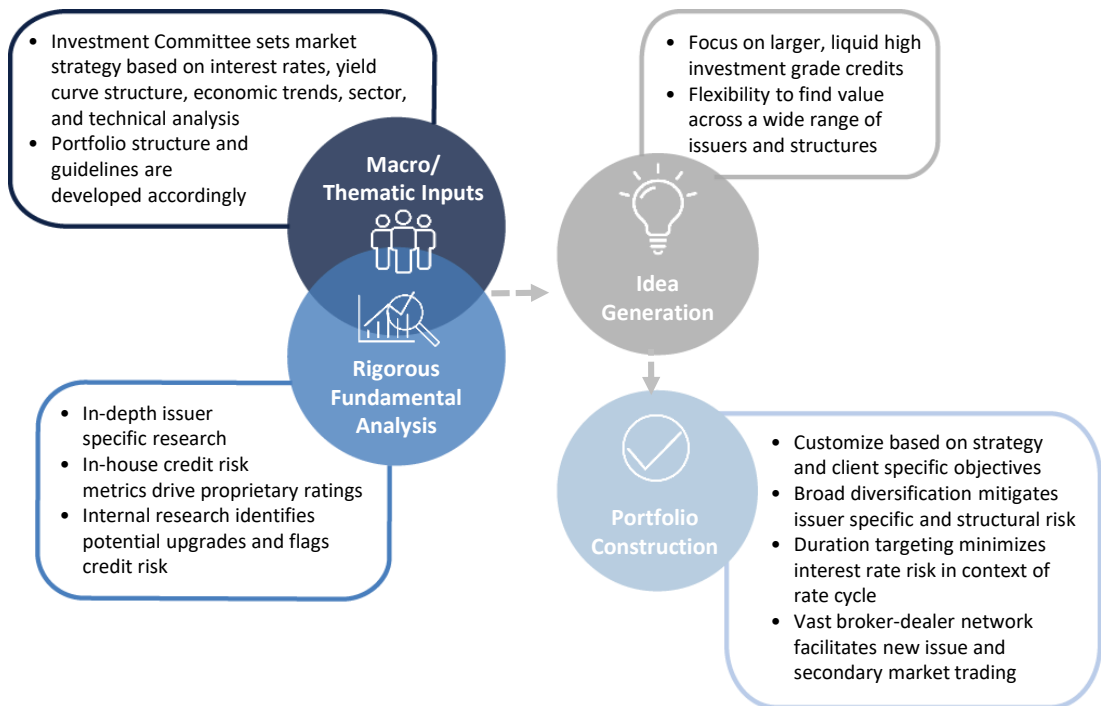 • Investment Committee sets market
strategy based on interest rates, yield
curve structure, economic trends, sector,
and technical analysis
• Portfolio structure and
guidelines are
developed accordingly
Macro/
Thematic Inputs
Rigorous
Fundamental
Analysis
• In-depth issuer
specific research
• In-house credit risk
metrics drive proprietary ratings
• Internal research identifies
potential upgrades and flags
credit risk
• Focus on larger, liquid high
investment grade credits
• Flexibility to find value
across a wide range of
issuers and structures
Idea
Generation
Portfolio
Construction
• Customize based on strategy
and client specific objectives
• Broad diversification mitigates
issuer specific and structural risk
• Duration targeting minimizes
interest rate risk in context of
rate cycle
• Vast broker-dealer network
facilitates new issue and
secondary market trading